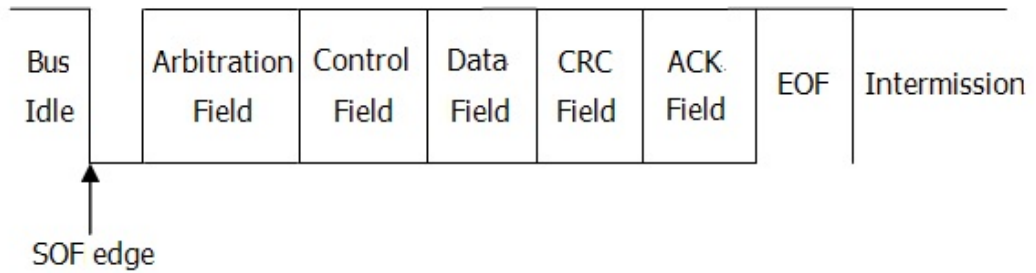 Bus
Idle
Arbitration
Field
Control
Field
Data
Field
CRC
Field
ACK
Field
EOF
Intermission
SOF edge